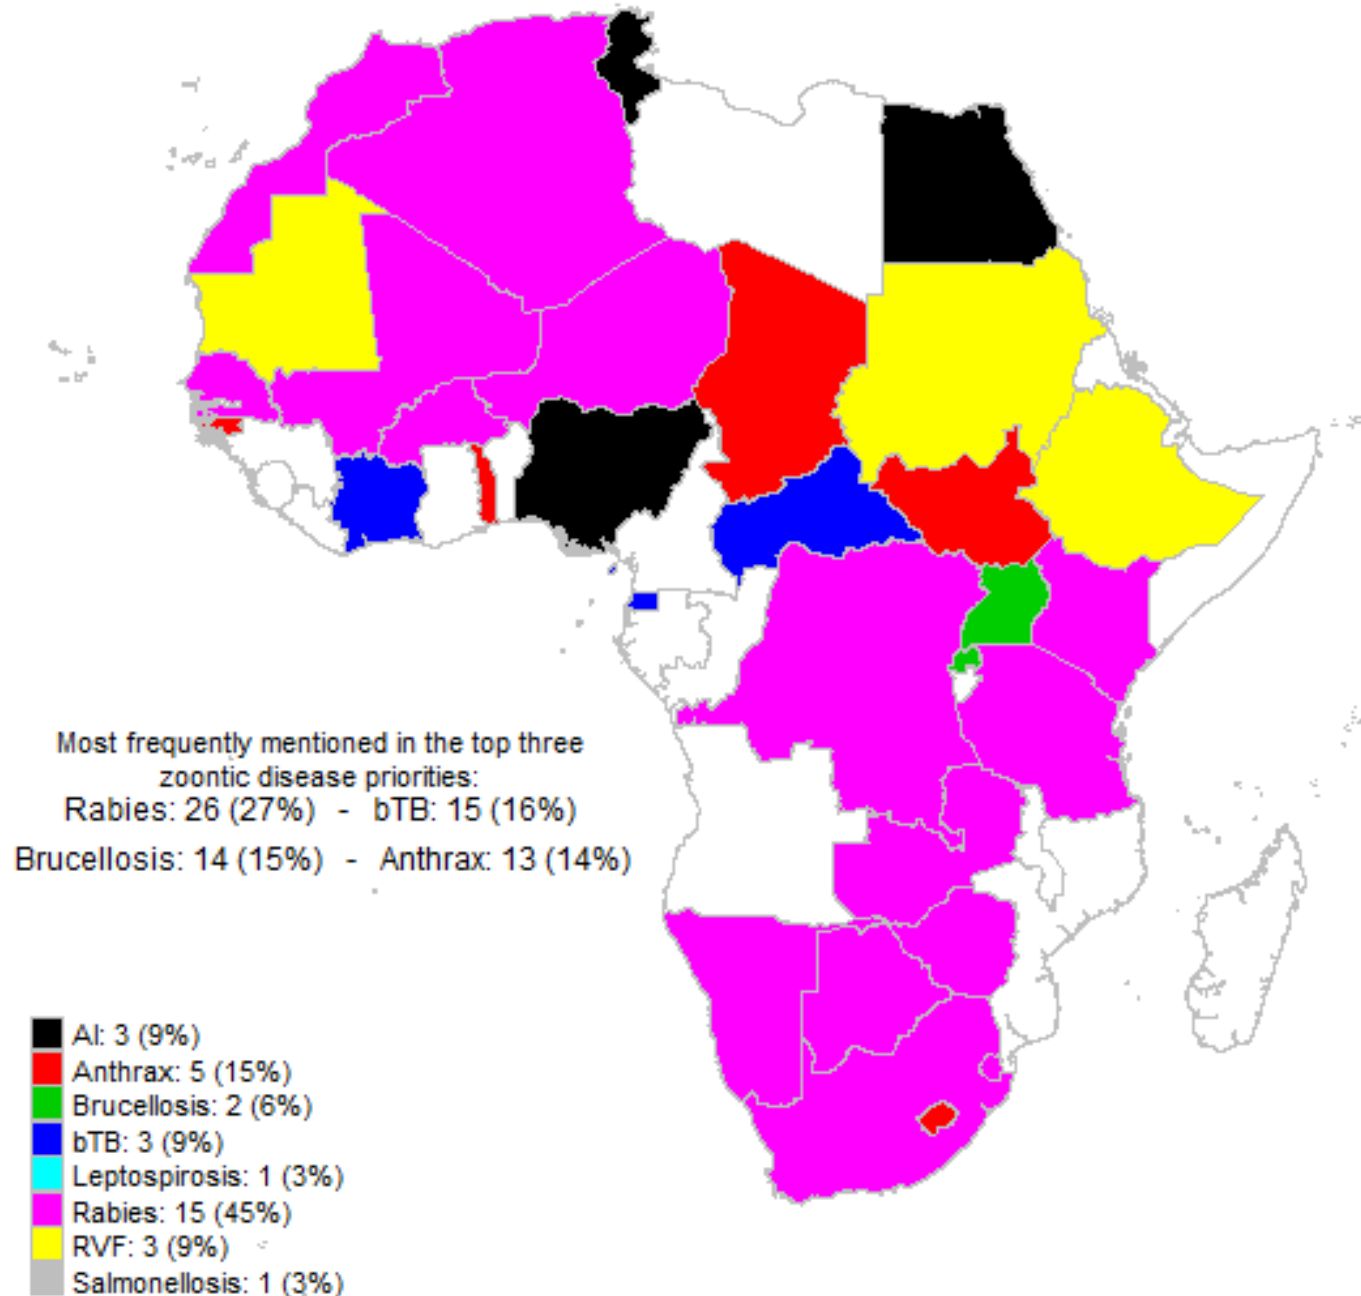 Most frequently mentioned in the top three
zoontic disease priorities:
Rabies: 26 (27%) - bTB: 15 (16%)
Brucellosis: 14 (15%) - Anthrax: 13 (14%)
AI: 3 (9%)
Anthrax: 5 (15%)
Brucellosis: 2 (6%)
bTB: 3 (9%)
Leptospirosis: 1 (3%)
Rabies: 15 (45%)
RVF: 3 (9%)
Salmonellosis: 1 (3%)